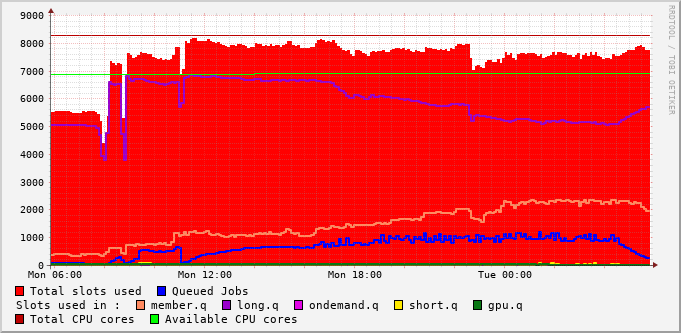 9000
8000
7000
6000
5000
4000
3000
2000
1000
0
Mon 06:00 Mon 12:00 Mon 18:00 Tue 00:00
RRDTOOL / TOBI OETIKER
Total slots used Queued Jobs
Slots used in : member.q long.q ondemand.q short.q gpu.q
Total CPU cores Available CPU cores